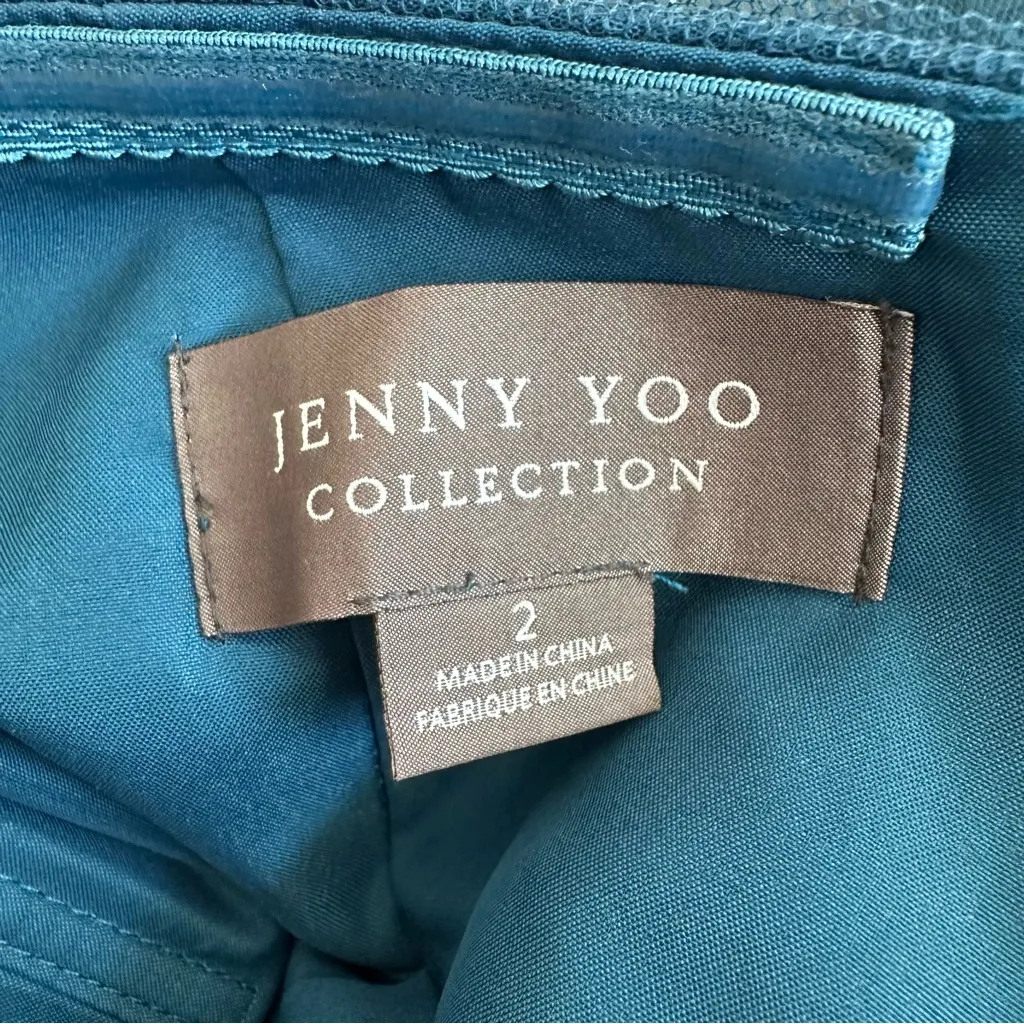 JENNY YOO
COLLECTION
2
MADE IN CHINA
FABRIQUE EN CHINE